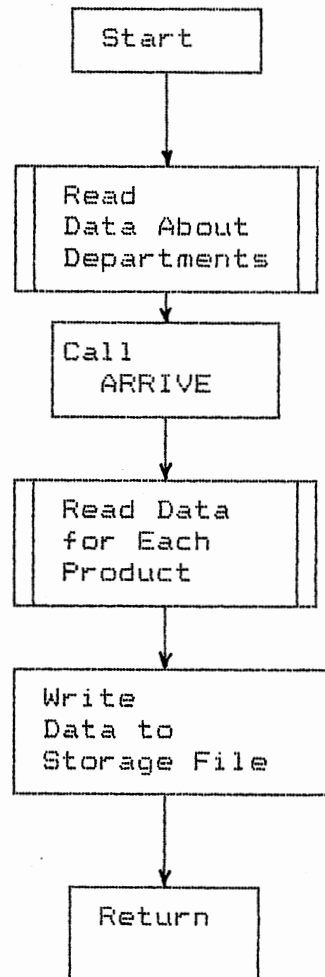 Start
Read
Data About
Departments
Call
ARRIVE
Read Data
for Each
Product
Write
Data to
Storage File
Return